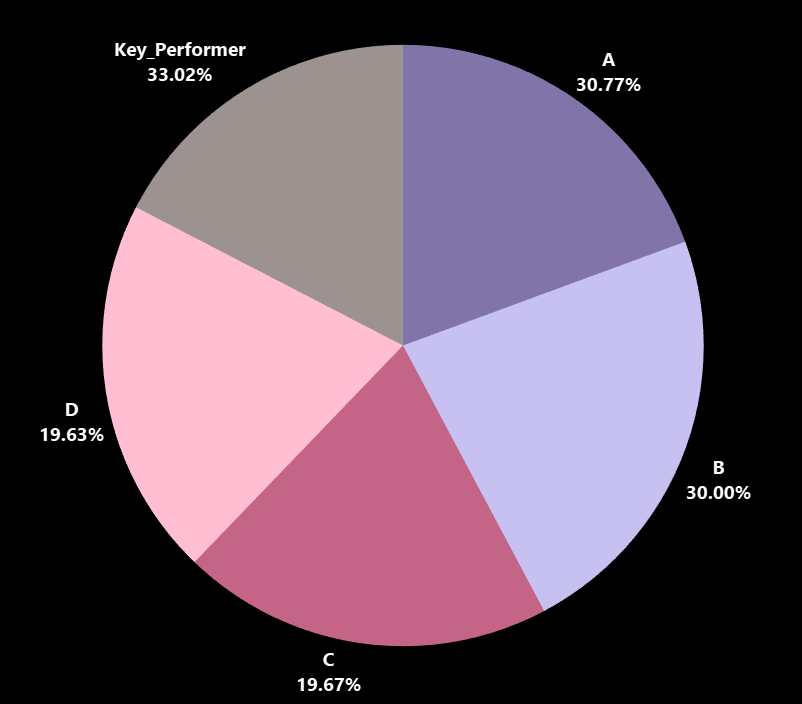 Key_Performer
33.02%
A
30.77%
B
30.00%
C
19.67%
D
19.63%